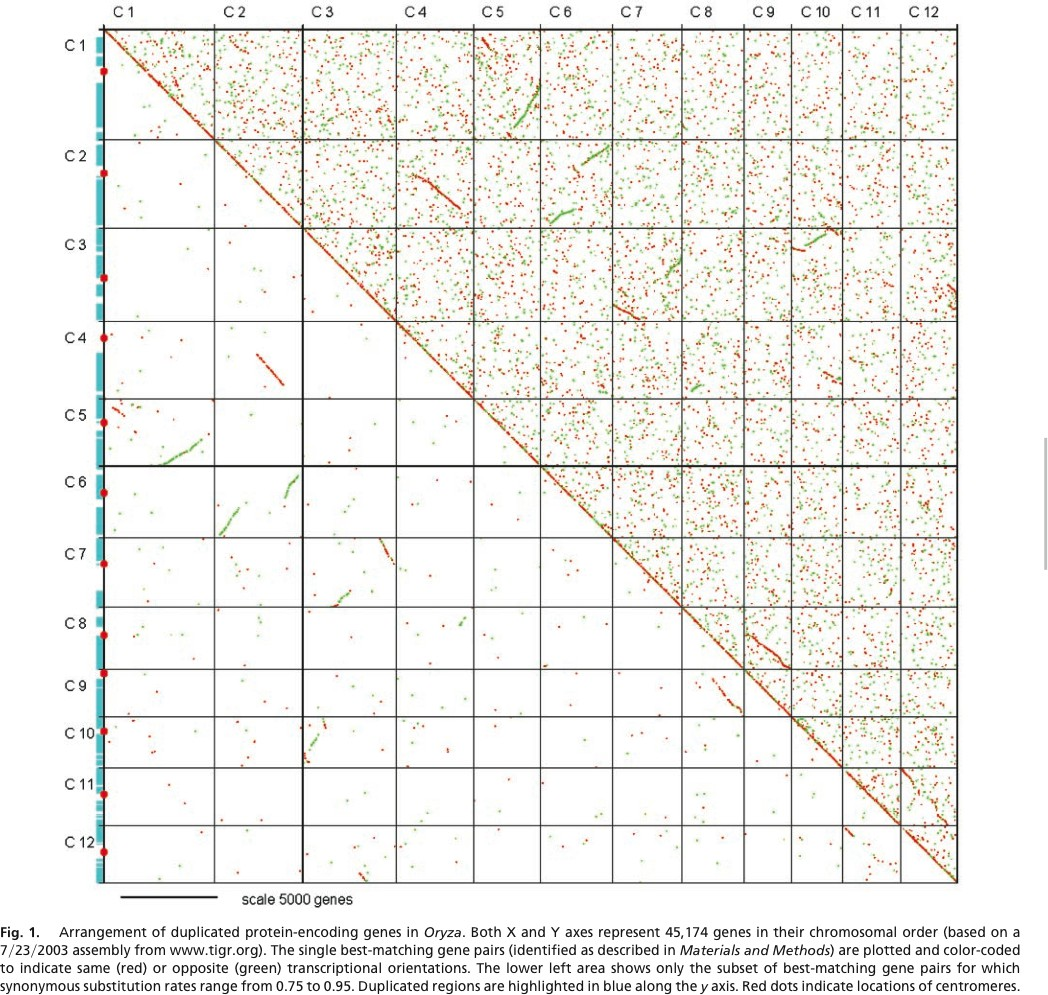 C 1 C 2 C 3 C 4 C 5 C 6 C 7 C 8 C 9 C 10 C 11 C 12
C 1
C 2
C 3
C 4
C 5
C 6
C 7
C 8
C 9
C 10
C 11
C 12
scale 5000 genes
Fig. 1. Arrangement of duplicated protein-encoding genes in Oryza. Both X and Y axes represent 45,174 genes in their chromosomal order (based on a
7/23/2003 assembly from www.tigr.org). The single best-matching gene pairs (identified as described in Materials and Methods) are plotted and color-coded
to indicate same (red) or opposite (green) transcriptional orientations. The lower left area shows only the subset of best-matching gene pairs for which
synonymous substitution rates range from 0.75 to 0.95. Duplicated regions are highlighted in blue along the y axis. Red dots indicate locations of centromeres.